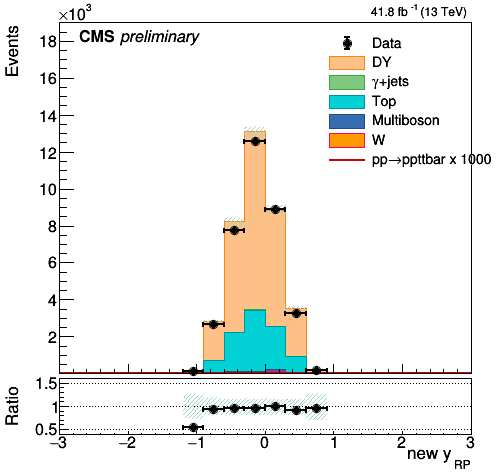 ×10³
41.8 fb⁻¹ (13 TeV)
CMS preliminary
Events
18
16
14
12
10
8
6
4
2
Data
DY
γ+jets
Top
Multiboson
W
pp→ppttbar x 1000
Ratio
1.5
1
0.5
−3 −2 −1 0 1 2 3
new y_RP